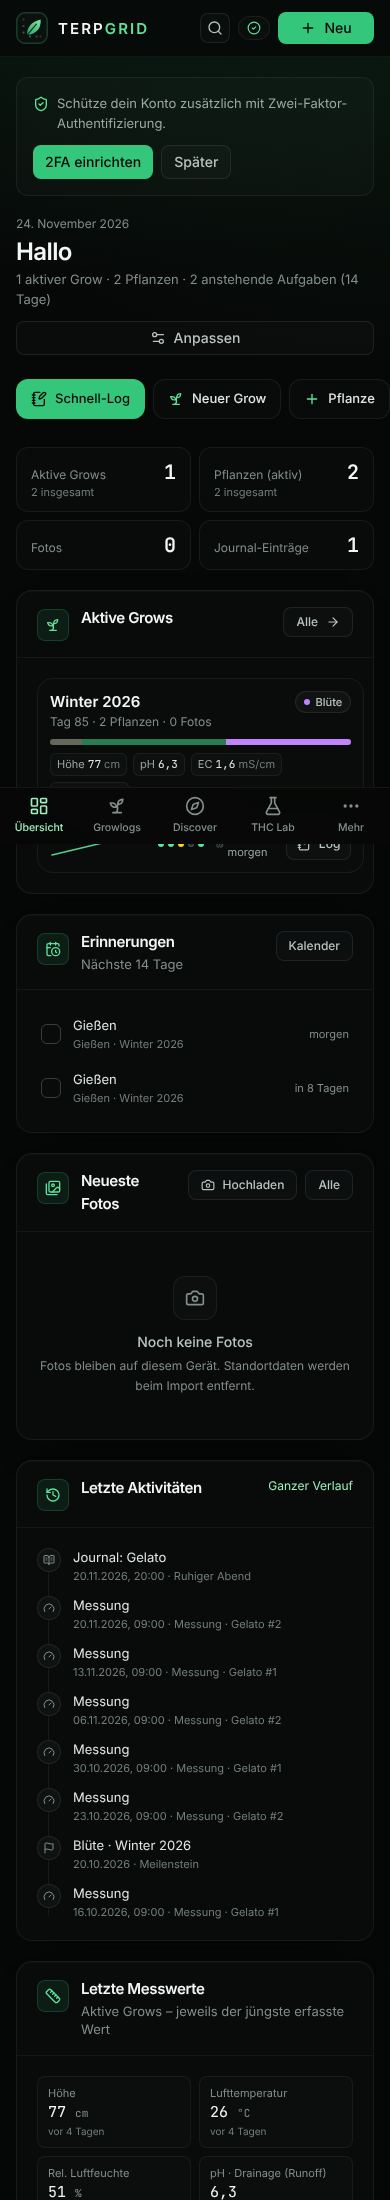 TERPGRID
Neu
Schütze dein Konto zusätzlich mit Zwei-Faktor-
Authentifizierung.
2FA einrichten
Später
24. November 2026
Hallo
1 aktiver Grow · 2 Pflanzen · 2 anstehende Aufgaben (14
Tage)
Anpassen
Schnell-Log
Neuer Grow
Pflanze
Aktive Grows
1
2 insgesamt
Pflanzen (aktiv)
2
2 insgesamt
Fotos
0
Journal-Einträge
1
Aktive Grows
Alle
Winter 2026
Blüte
Tag 85 · 2 Pflanzen · 0 Fotos
Höhe 77 cm
pH 6,3
EC 1,6 mS/cm
Übersicht
Growlogs
Discover
THC Lab
Mehr
morgen
Log
Erinnerungen
Kalender
Nächste 14 Tage
Gießen
Gießen · Winter 2026
morgen
Gießen
Gießen · Winter 2026
in 8 Tagen
Neueste
Fotos
Hochladen
Alle
Noch keine Fotos
Fotos bleiben auf diesem Gerät. Standortdaten werden
beim Import entfernt.
Letzte Aktivitäten
Ganzer Verlauf
Journal: Gelato
20.11.2026, 20:00 · Ruhiger Abend
Messung
20.11.2026, 09:00 · Messung · Gelato #2
Messung
13.11.2026, 09:00 · Messung · Gelato #1
Messung
06.11.2026, 09:00 · Messung · Gelato #2
Messung
30.10.2026, 09:00 · Messung · Gelato #1
Messung
23.10.2026, 09:00 · Messung · Gelato #2
Blüte · Winter 2026
20.10.2026 · Meilenstein
Messung
16.10.2026, 09:00 · Messung · Gelato #1
Letzte Messwerte
Aktive Grows – jeweils der jüngste erfasste
Wert
Höhe
77 cm
vor 4 Tagen
Lufttemperatur
26 °C
vor 4 Tagen
Rel. Luftfeuchte
51 %
pH · Drainage (Runoff)
6,3